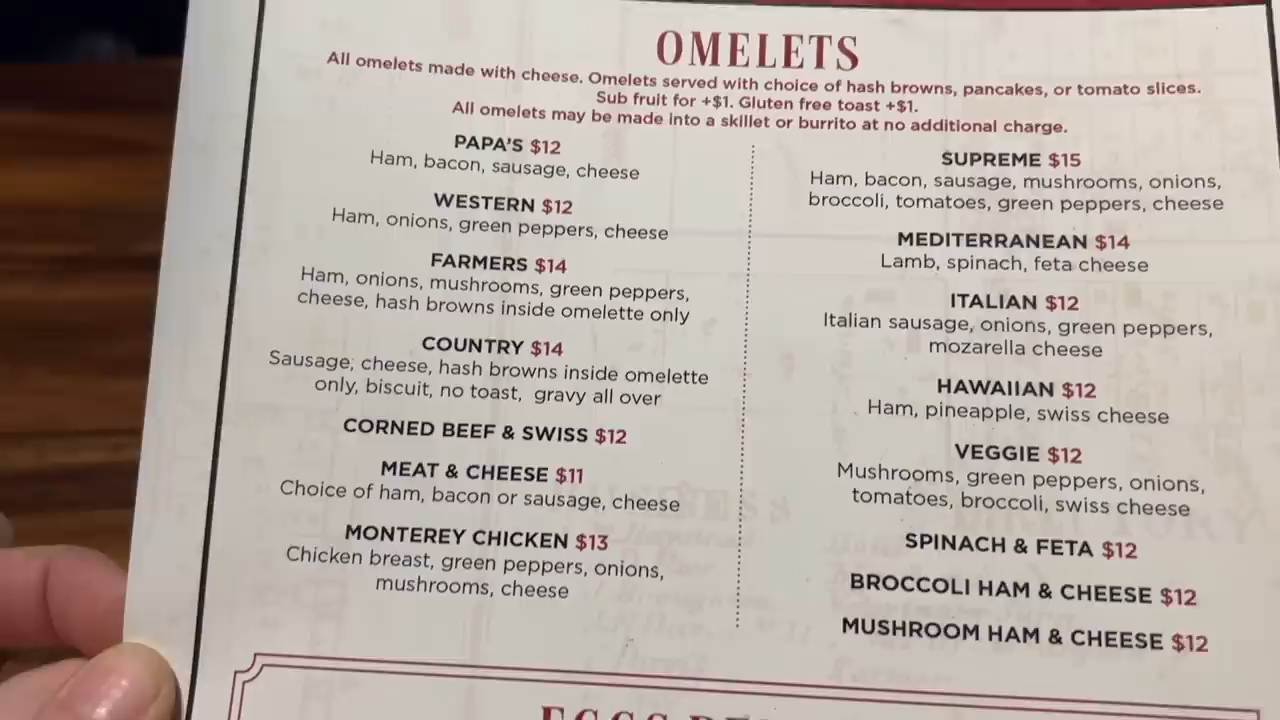 OMELETS
All omelets made with cheese. Omelets served with choice of hash browns, pancakes, or tomato slices.
Sub fruit for +$1. Gluten free toast +$1.
All omelets may be made into a skillet or burrito at no additional charge.
PAPA'S $12
Ham, bacon, sausage, cheese
WESTERN $12
Ham, onions, green peppers, cheese
FARMERS $14
Ham, onions, mushrooms, green peppers,
cheese, hash browns inside omelette only
COUNTRY $14
Sausage, cheese, hash browns inside omelette
only, biscuit, no toast, gravy all over
CORNED BEEF & SWISS $12
MEAT & CHEESE $11
Choice of ham, bacon or sausage, cheese
MONTEREY CHICKEN $13
Chicken breast, green peppers, onions,
mushrooms, cheese
SUPREME $15
Ham, bacon, sausage, mushrooms, onions,
broccoli, tomatoes, green peppers, cheese
MEDITERRANEAN $14
Lamb, spinach, feta cheese
ITALIAN $12
Italian sausage, onions, green peppers,
mozarella cheese
HAWAIIAN $12
Ham, pineapple, swiss cheese
VEGGIE $12
Mushrooms, green peppers, onions,
tomatoes, broccoli, swiss cheese
SPINACH & FETA $12
BROCCOLI HAM & CHEESE $12
MUSHROOM HAM & CHEESE $12
EGGS